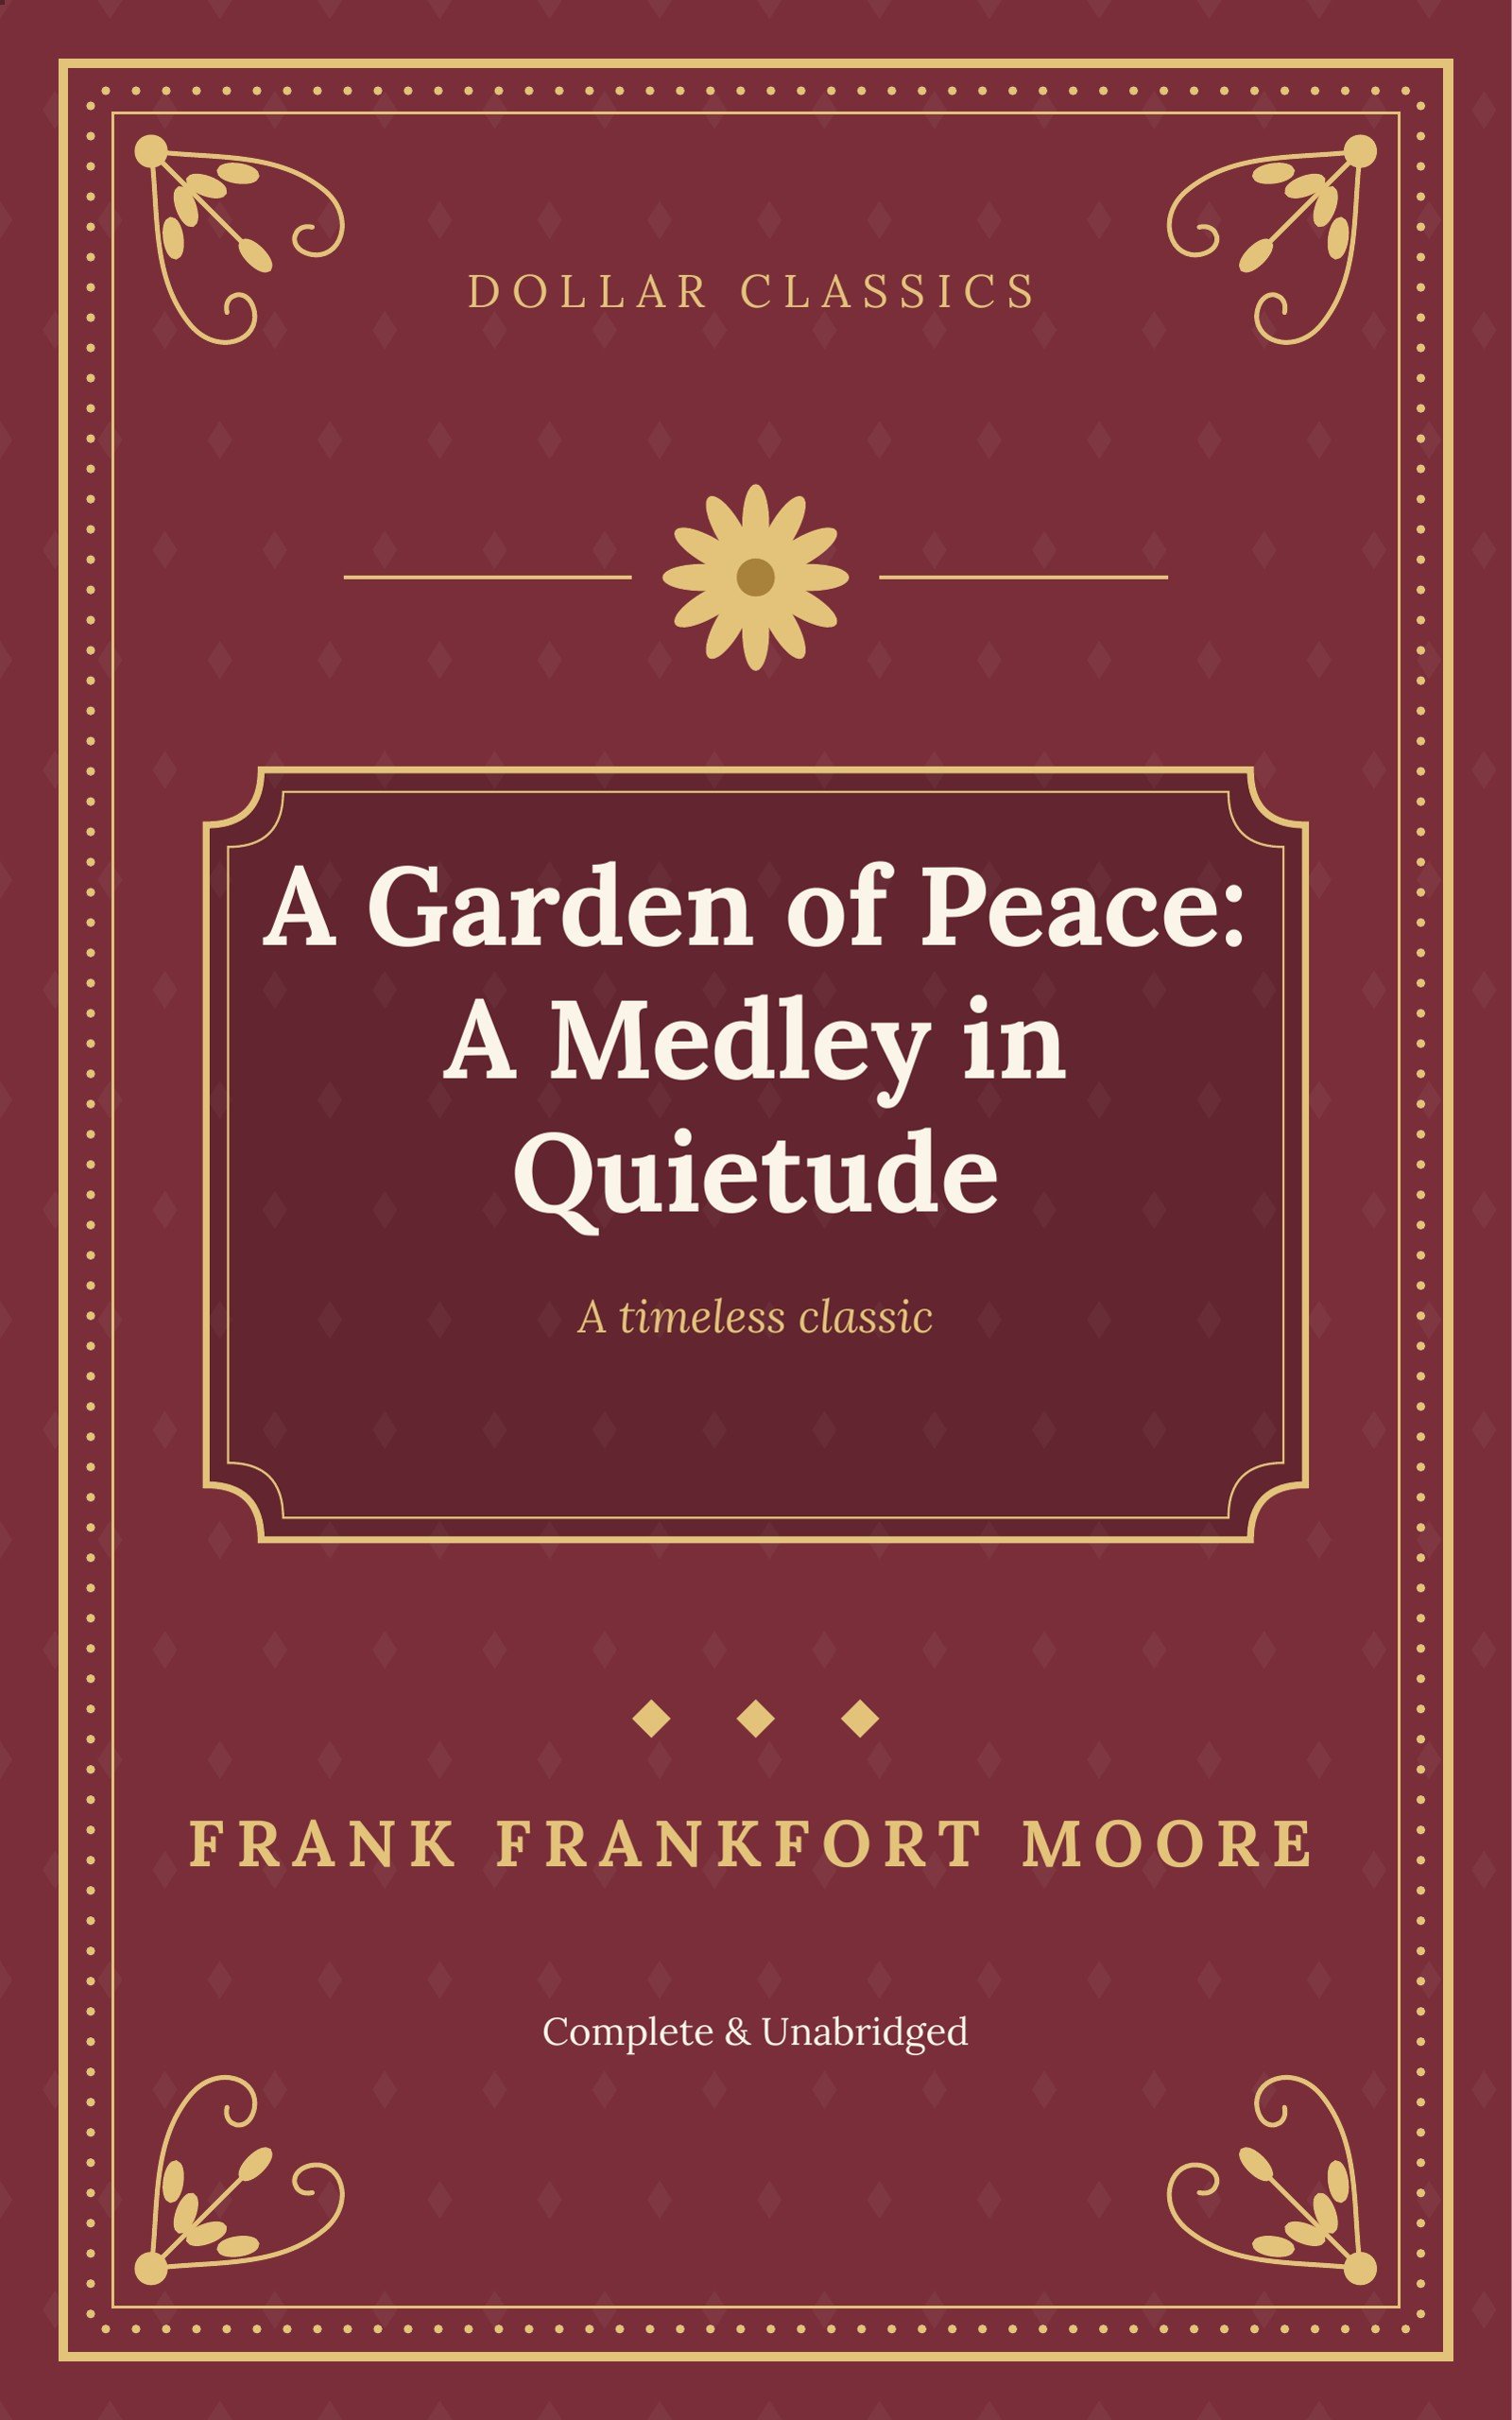 DOLLAR CLASSICS
A Garden of Peace:
A Medley in
Quietude
A timeless classic
FRANK FRANKFORT MOORE
Complete & Unabridged